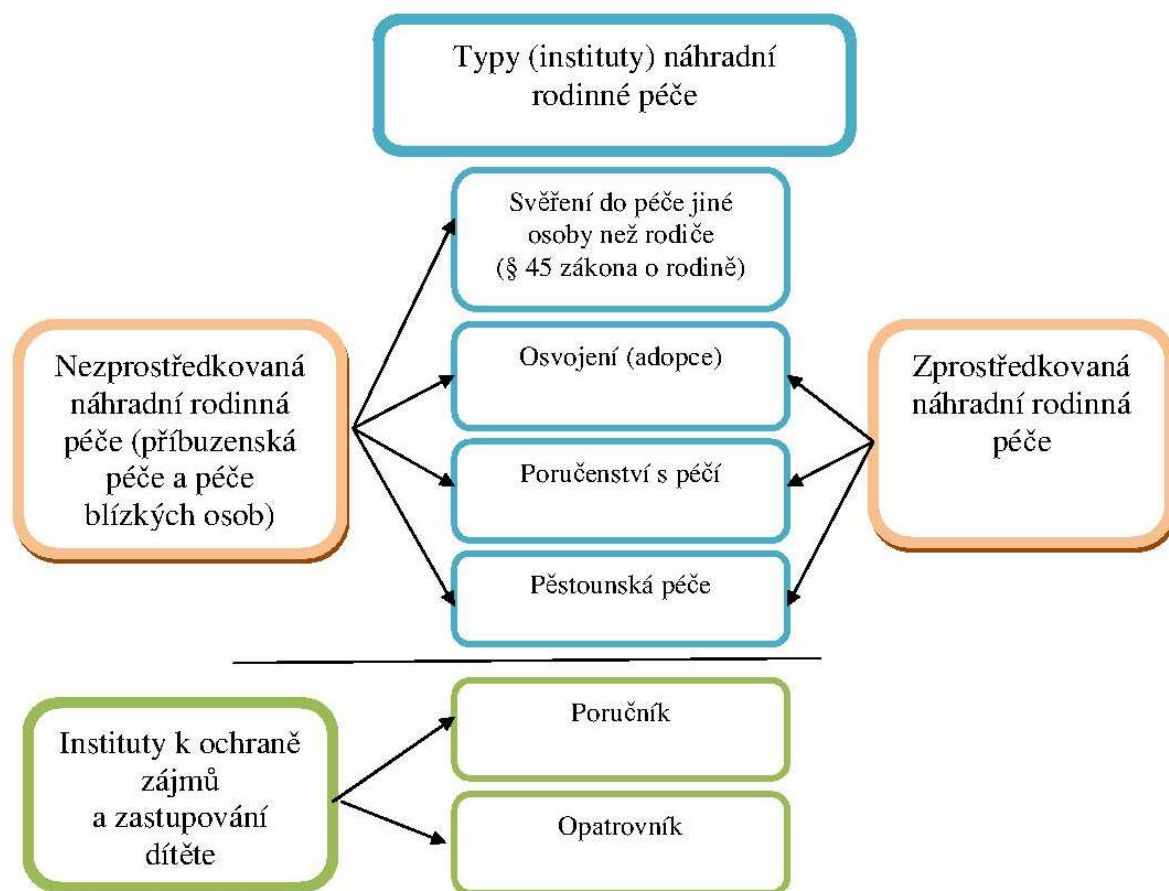 Typy (instituty) náhradní
rodinné péče
Svěření do péče jiné
osoby než rodiče
(§ 45 zákona o rodině)
Nezprostředkovaná
náhradní rodinná
péče (příbuzenská
péče a péče
blízkých osob)
Osvojení (adopce)
Poručenství s péčí
Pěstounská péče
Zprostředkovaná
náhradní rodinná
péče
Instituty k ochraně
zájmů
a zastupování
dítěte
Poručník
Opatrovník